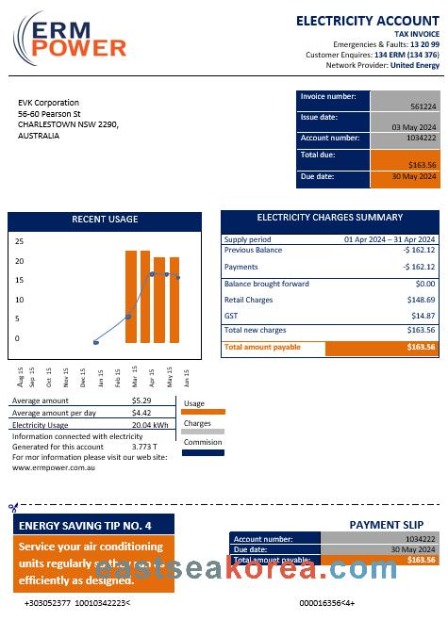 ERM
POWER
ELECTRICITY ACCOUNT
TAX INVOICE
Emergencies & Faults: 13 20 99
Customer Enquires: 134 ERM (134 376)
Network Provider: United Energy
EVK Corporation
56-60 Pearson St
CHARLESTOWN NSW 2290,
AUSTRALIA
Invoice number: 561224
Issue date: 03 May 2024
Account number: 1034222
Total due: $163.56
Due date: 30 May 2024
RECENT USAGE
25
20
15
10
5
0
Aug 15 Sep 15 Oct 15 Nov 15 Dec 15 Jan 15 Feb 15 Mar 15 Apr 15 May 15 Jun 15
Average amount $5.29
Average amount per day $4.42
Electricity Usage 20.04 kWh
Information connected with electricity
Generated for this account 3.773 T
For mor information please visit our web site:
www.ermpower.com.au
Usage
Charges
Commision
ELECTRICITY CHARGES SUMMARY
Supply period 01 Apr 2024 – 31 Apr 2024
Previous Balance -$ 162.12
Payments -$ 162.12
Balance brought forward $0.00
Retail Charges $148.69
GST $14.87
Total new charges $163.56
Total amount payable $163.56
ENERGY SAVING TIP NO. 4
Service your air conditioning
units regularly
efficiently as designed.
PAYMENT SLIP
Account number: 1034222
Due date: 30 May 2024
Total amount payable: $163.56
eastseakorea.com
+303052377 10010342223<
000016356<4+